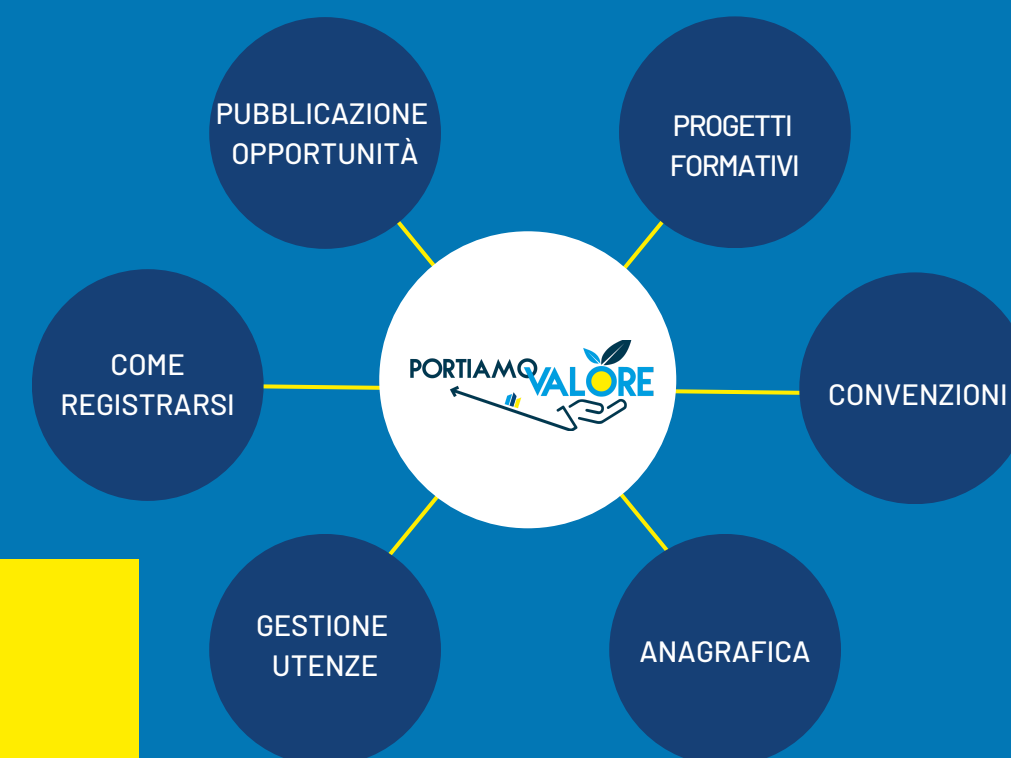 PUBBLICAZIONE
OPPORTUNITÀ
PROGETTI
FORMATIVI
COME
REGISTRARSI
PORTIAMO VALORE
CONVENZIONI
GESTIONE
UTENZE
ANAGRAFICA